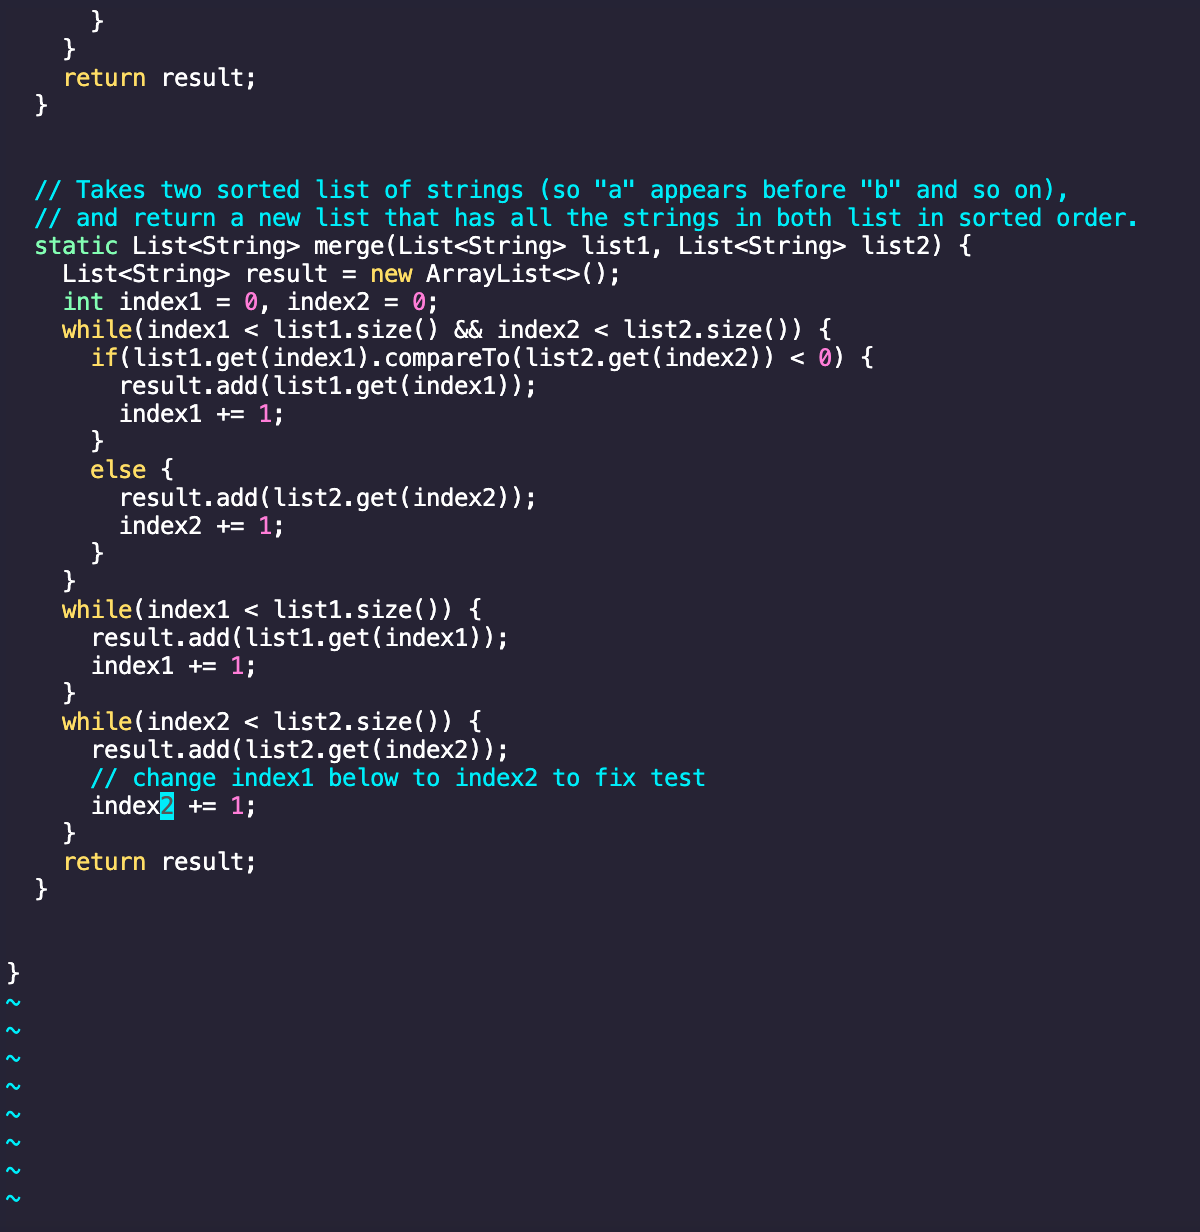 }
    }
    return result;
  }
  // Takes two sorted list of strings (so "a" appears before "b" and so on),
  // and return a new list that has all the strings in both list in sorted order.
  static List<String> merge(List<String> list1, List<String> list2) {
    List<String> result = new ArrayList<>();
    int index1 = 0, index2 = 0;
    while(index1 < list1.size() && index2 < list2.size()) {
      if(list1.get(index1).compareTo(list2.get(index2)) < 0) {
        result.add(list1.get(index1));
        index1 += 1;
      }
      else {
        result.add(list2.get(index2));
        index2 += 1;
      }
    }
    while(index1 < list1.size()) {
      result.add(list1.get(index1));
      index1 += 1;
    }
    while(index2 < list2.size()) {
      result.add(list2.get(index2));
      // change index1 below to index2 to fix test
      index2 += 1;
    }
    return result;
  }
}
~
~
~
~
~
~
~
~